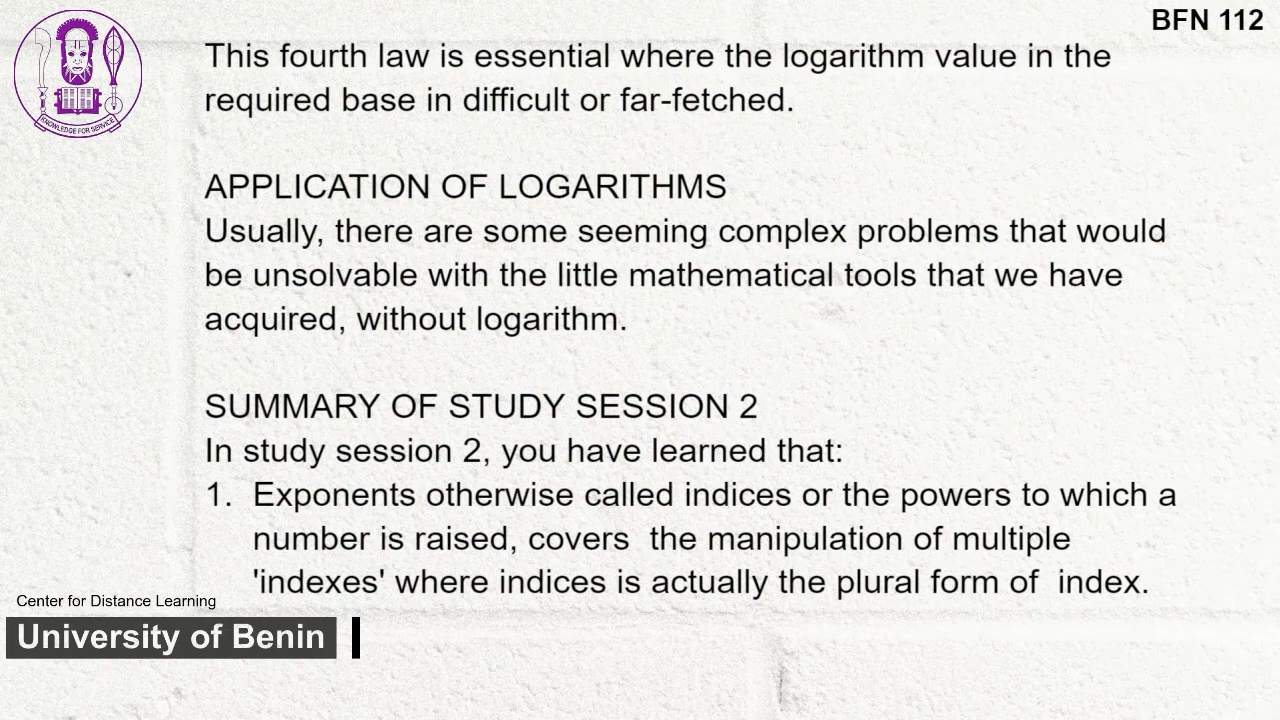 BFN 112
This fourth law is essential where the logarithm value in the
required base in difficult or far-fetched.
APPLICATION OF LOGARITHMS
Usually, there are some seeming complex problems that would
be unsolvable with the little mathematical tools that we have
acquired, without logarithm.
SUMMARY OF STUDY SESSION 2
In study session 2, you have learned that:
1. Exponents otherwise called indices or the powers to which a
number is raised, covers the manipulation of multiple
'indexes' where indices is actually the plural form of index.
KNOWLEDGE FOR SERVICE
Center for Distance Learning
University of Benin